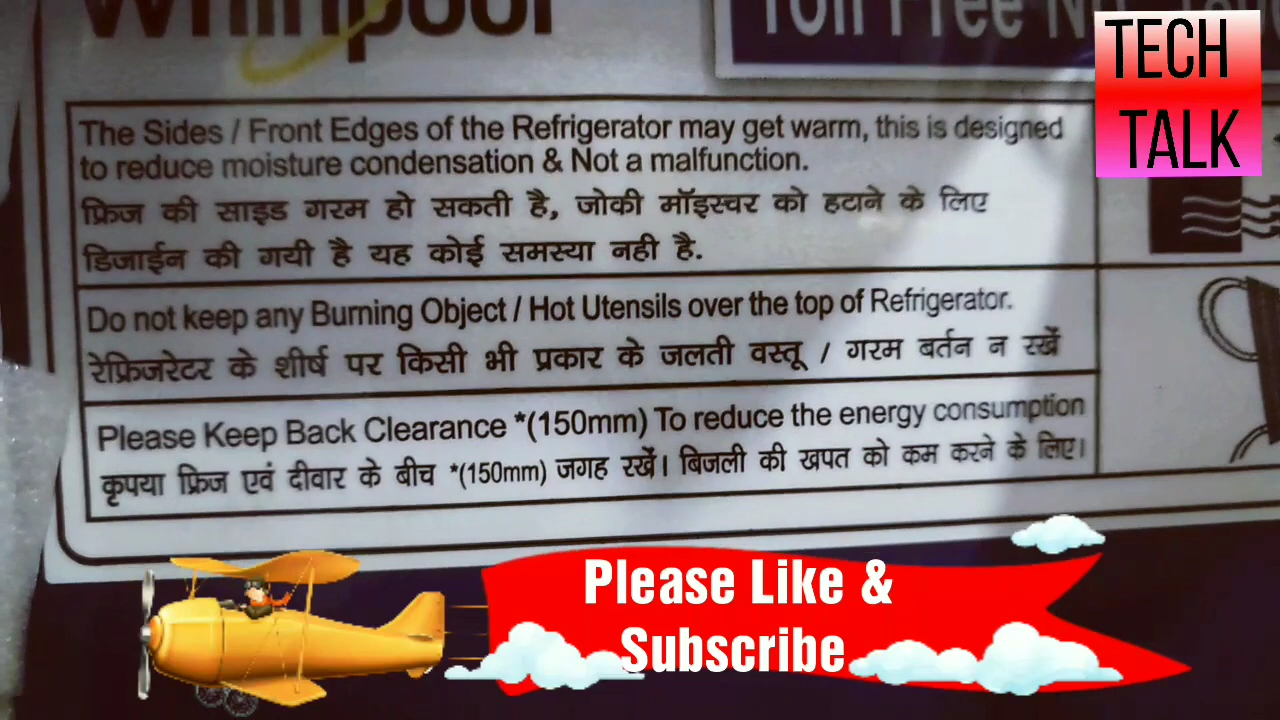 Whirlpool
Toll Free No.
TECH
TALK
The Sides / Front Edges of the Refrigerator may get warm, this is designed
to reduce moisture condensation & Not a malfunction.
फ्रिज की साइड गरम हो सकती है, जोकी मॉइस्चर को हटाने के लिए
डिजाईन की गयी है यह कोई समस्या नही है.
Do not keep any Burning Object / Hot Utensils over the top of Refrigerator.
रेफ्रिजरेटर के शीर्ष पर किसी भी प्रकार के जलती वस्तू / गरम बर्तन न रखें
Please Keep Back Clearance *(150mm) To reduce the energy consumption
कृपया फ्रिज एवं दीवार के बीच *(150mm) जगह रखें। बिजली की खपत को कम करने के लिए।
Please Like &
Subscribe